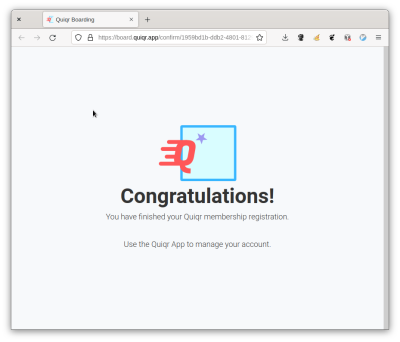 Quiqr Boarding
https://board.quiqr.app/confirm/1959bd1b-ddb2-4801-812
Q
Congratulations!
You have finished your Quiqr membership registration.
Use the Quiqr App to manage your account.